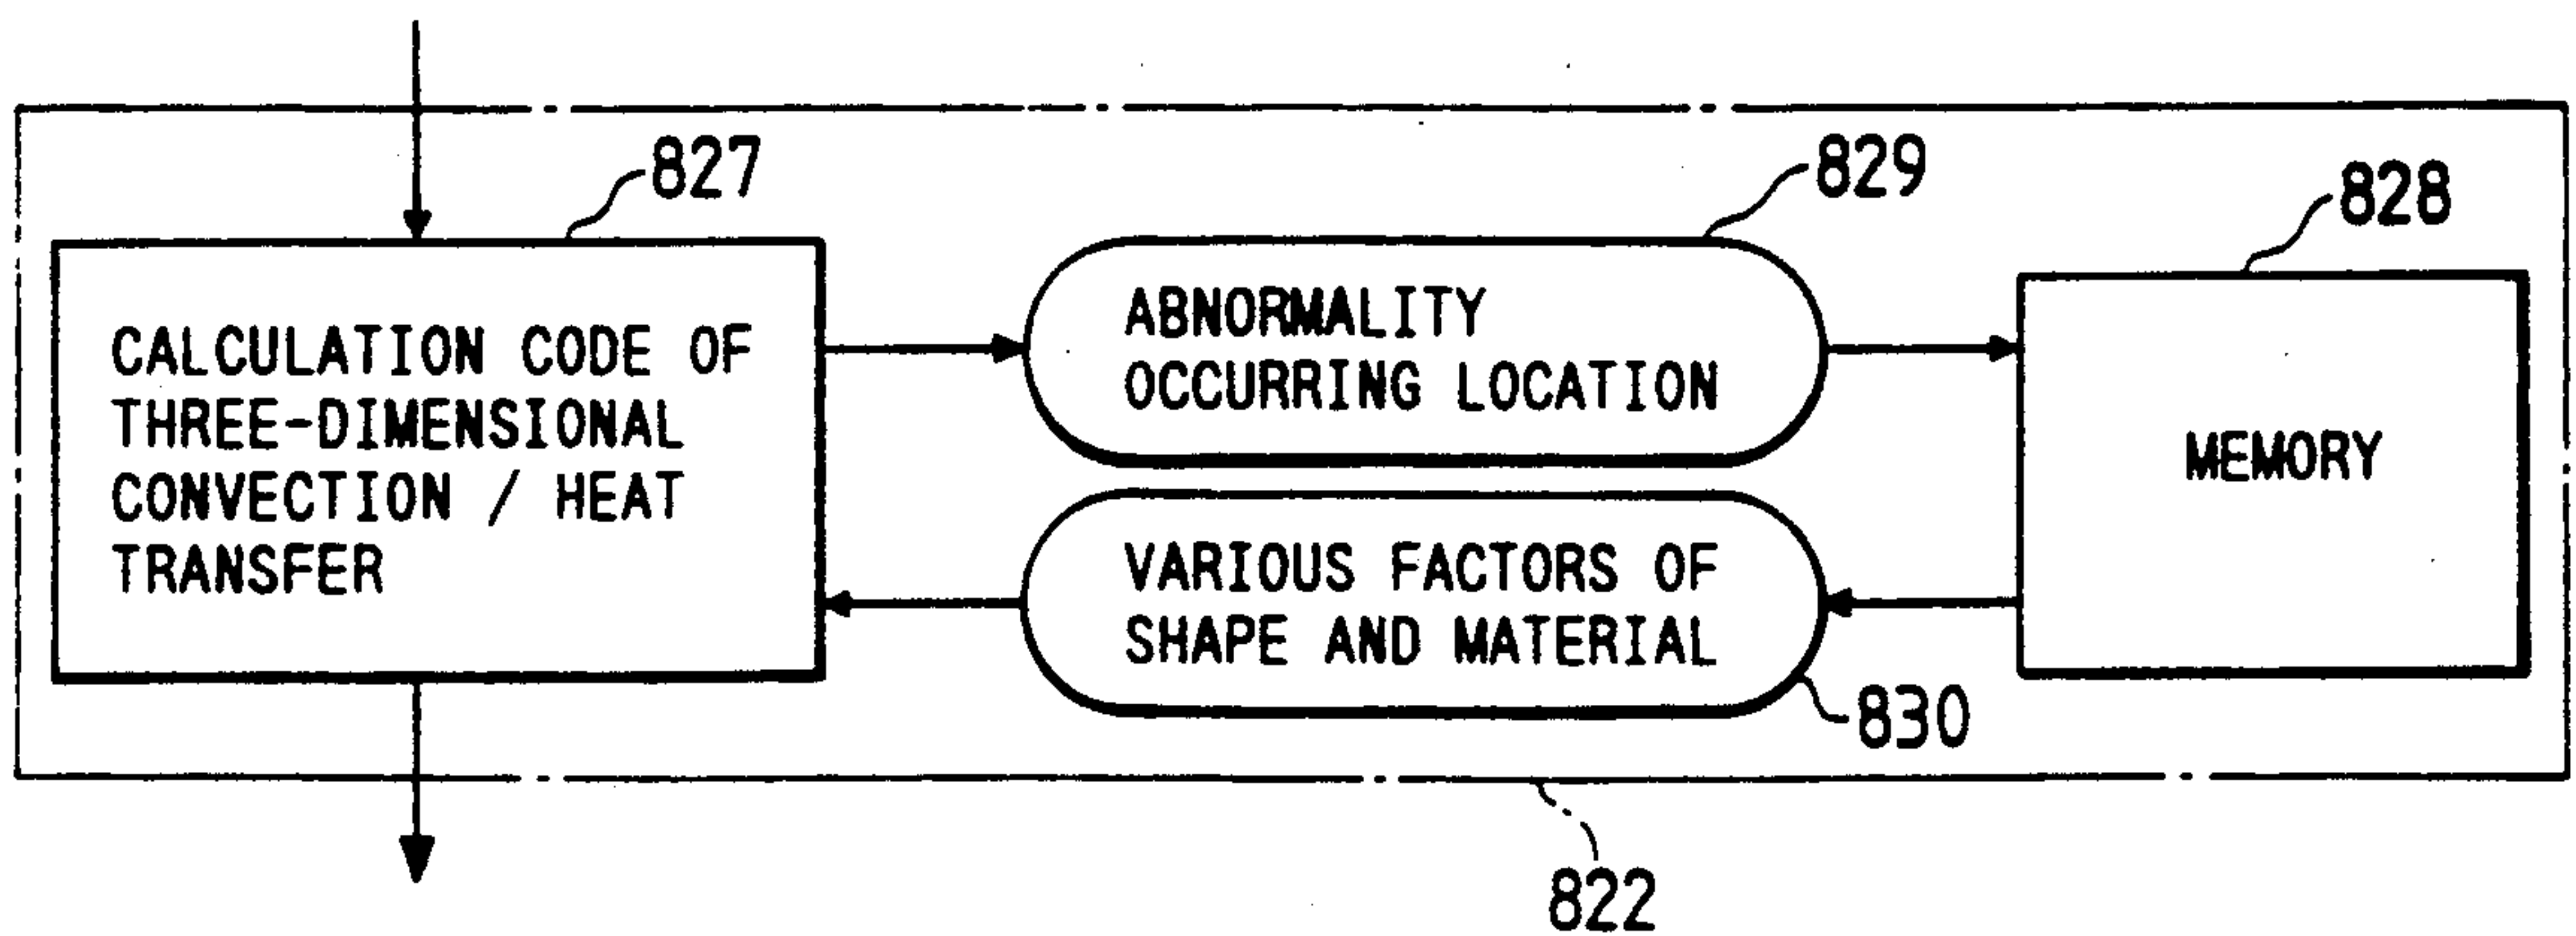 827
CALCULATION CODE OF
THREE-DIMENSIONAL
CONVECTION / HEAT
TRANSFER
829
ABNORMALITY
OCCURRING LOCATION
828
MEMORY
VARIOUS FACTORS OF
SHAPE AND MATERIAL
830
822